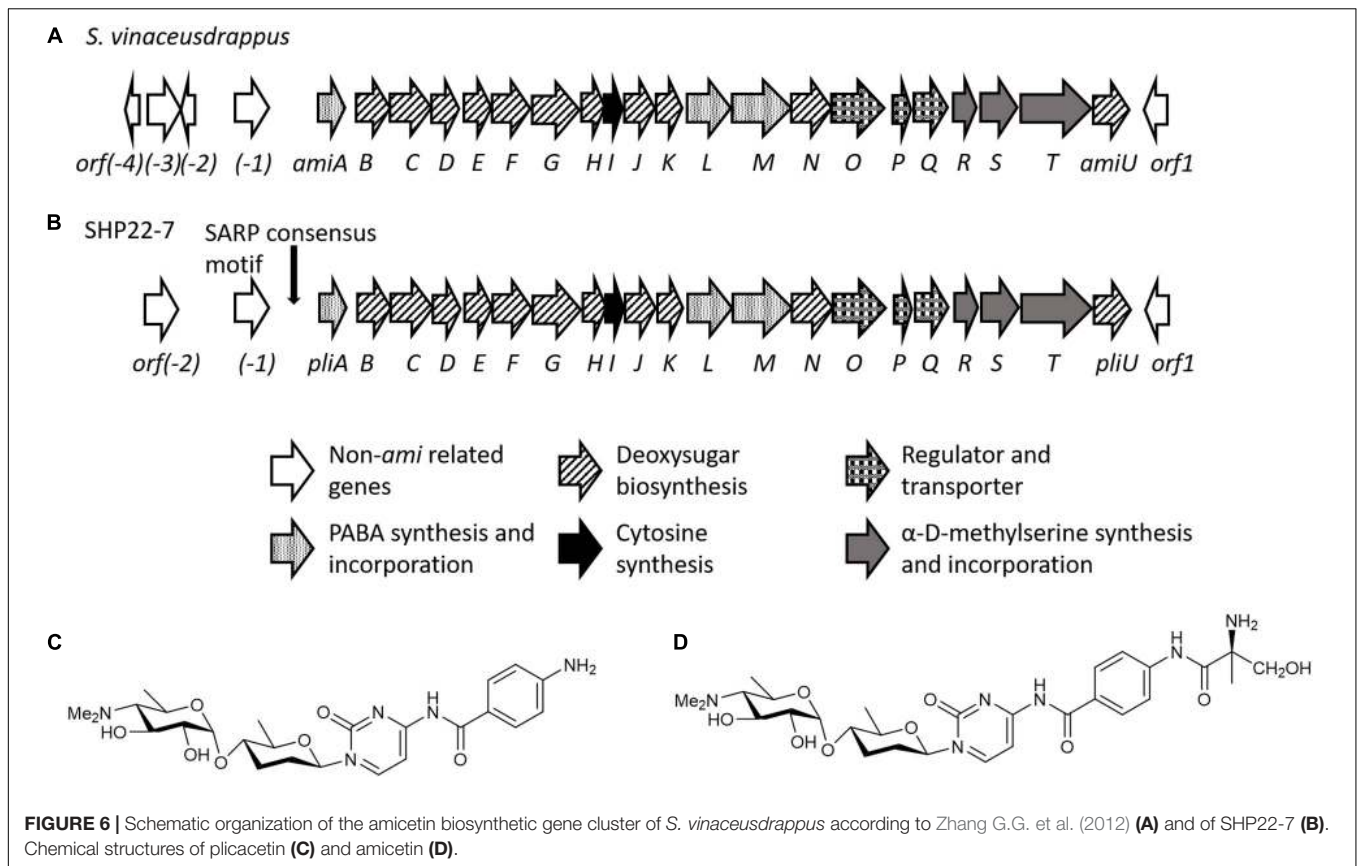 A S. vinaceusdrappus
orf(-4)(-3)(-2) (-1) amiA B C D E F G H I J K L M N O P Q R S T amiU orf1
B SHP22-7 SARP consensus
motif
orf(-2) (-1) pliA B C D E F G H I J K L M N O P Q R S T pliU orf1
Non-ami related
genes
Deoxysugar
biosynthesis
Regulator and
transporter
PABA synthesis and
incorporation
Cytosine
synthesis
α-D-methylserine synthesis
and incorporation
C
Me2N
HO
OH
O
O
O
O
N
N
H
N
O
NH2
D
Me2N
HO
OH
O
O
O
O
N
N
H
N
O
H
N
O
NH2
CH2OH
FIGURE 6 | Schematic organization of the amicetin biosynthetic gene cluster of S. vinaceusdrappus according to Zhang G.G. et al. (2012) (A) and of SHP22-7 (B).
Chemical structures of plicacetin (C) and amicetin (D).